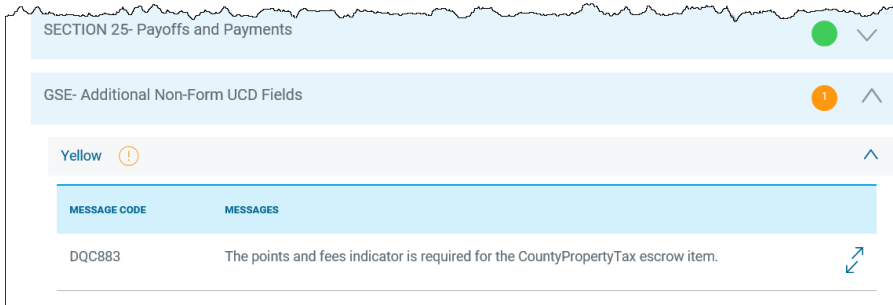 SECTION 25- Payoffs and Payments
GSE- Additional Non-Form UCD Fields
1
Yellow !
MESSAGE CODE MESSAGES
DQC883 The points and fees indicator is required for the CountyPropertyTax escrow item.